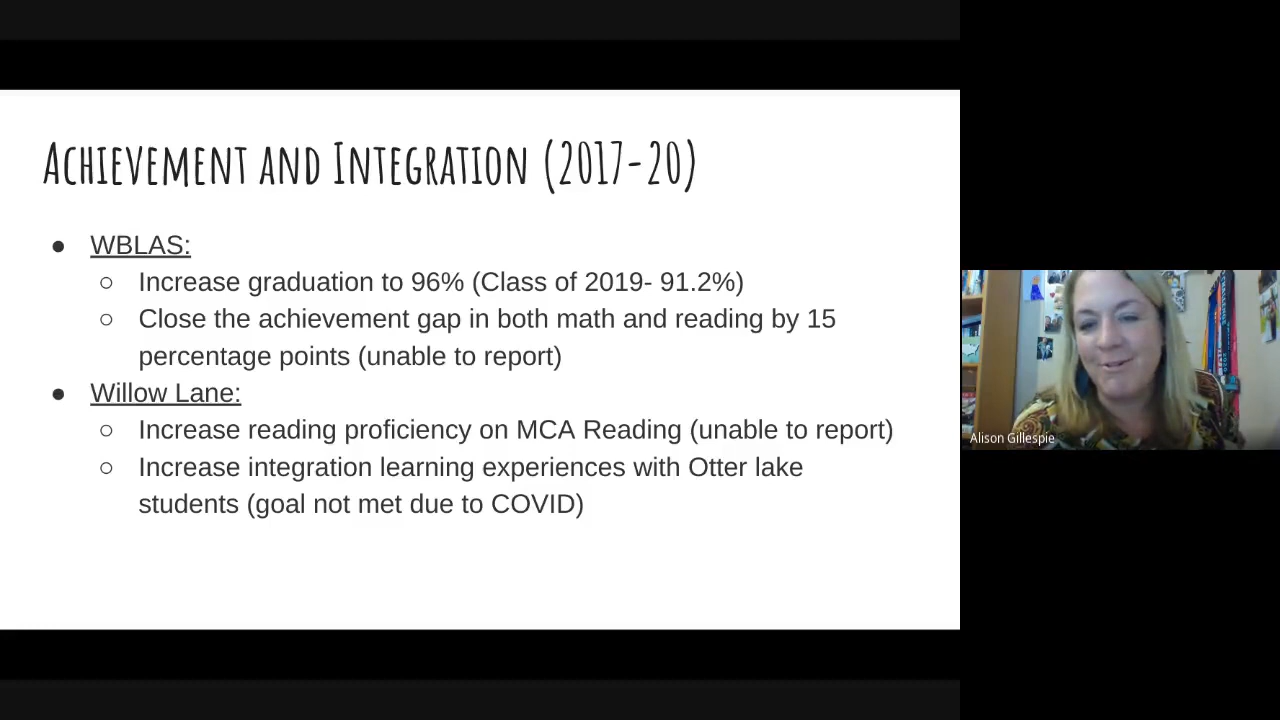 Achievement and Integration (2017-20)
● WBLAS:
○ Increase graduation to 96% (Class of 2019- 91.2%)
○ Close the achievement gap in both math and reading by 15
percentage points (unable to report)
● Willow Lane:
○ Increase reading proficiency on MCA Reading (unable to report)
○ Increase integration learning experiences with Otter lake
students (goal not met due to COVID)
Alison Gillespie